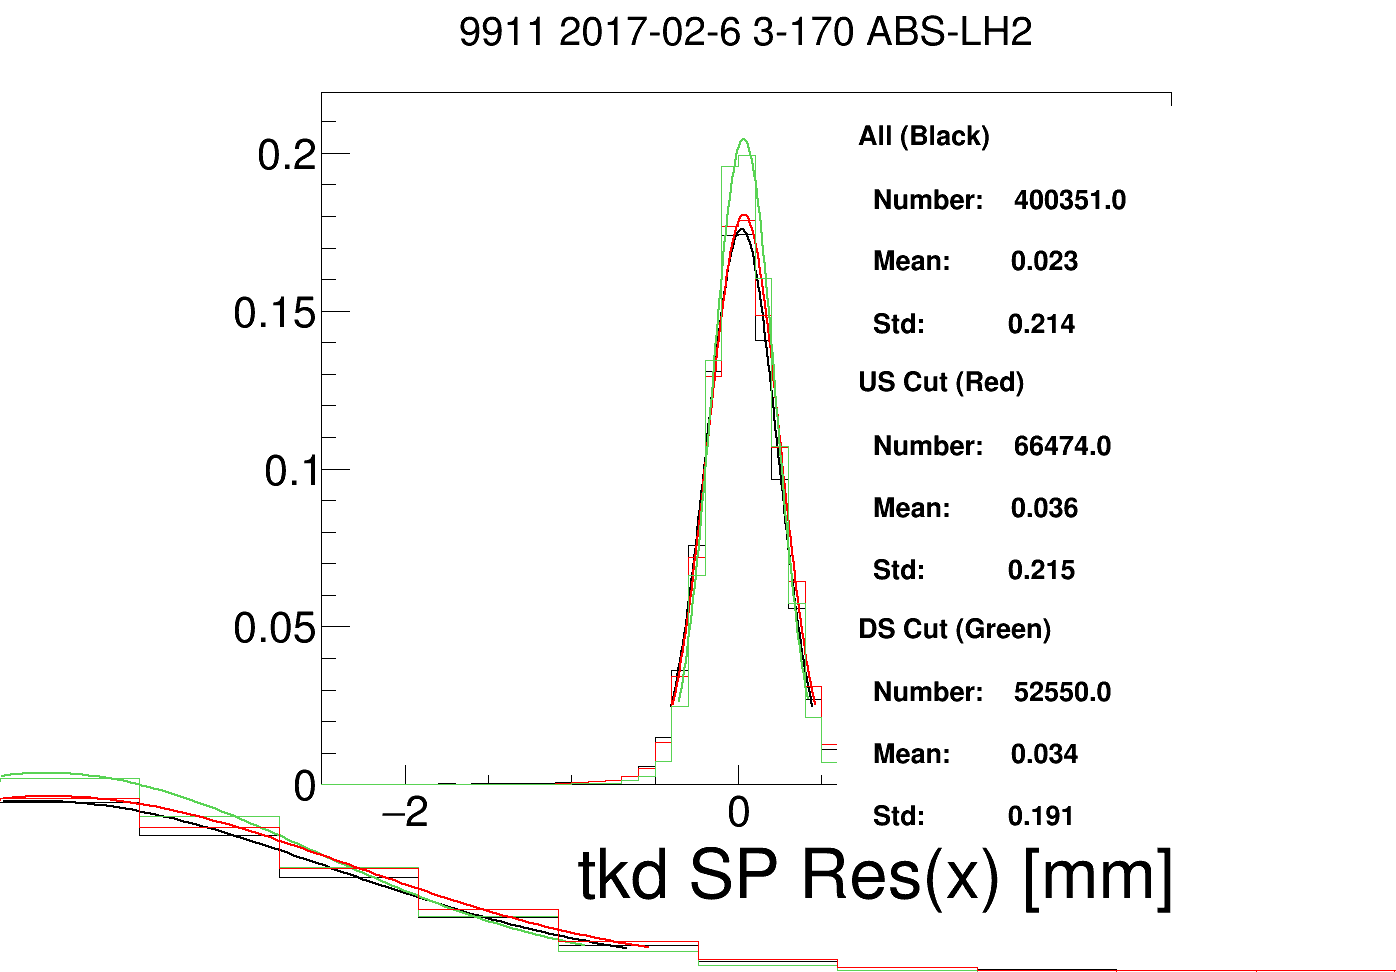 9911 2017-02-6 3-170 ABS-LH2
All (Black)
Number: 400351.0
Mean: 0.023
Std: 0.214
US Cut (Red)
Number: 66474.0
Mean: 0.036
Std: 0.215
DS Cut (Green)
Number: 52550.0
Mean: 0.034
Std: 0.191
0.2
0.15
0.1
0.05
0
−2 0
tkd SP Res(x) [mm]